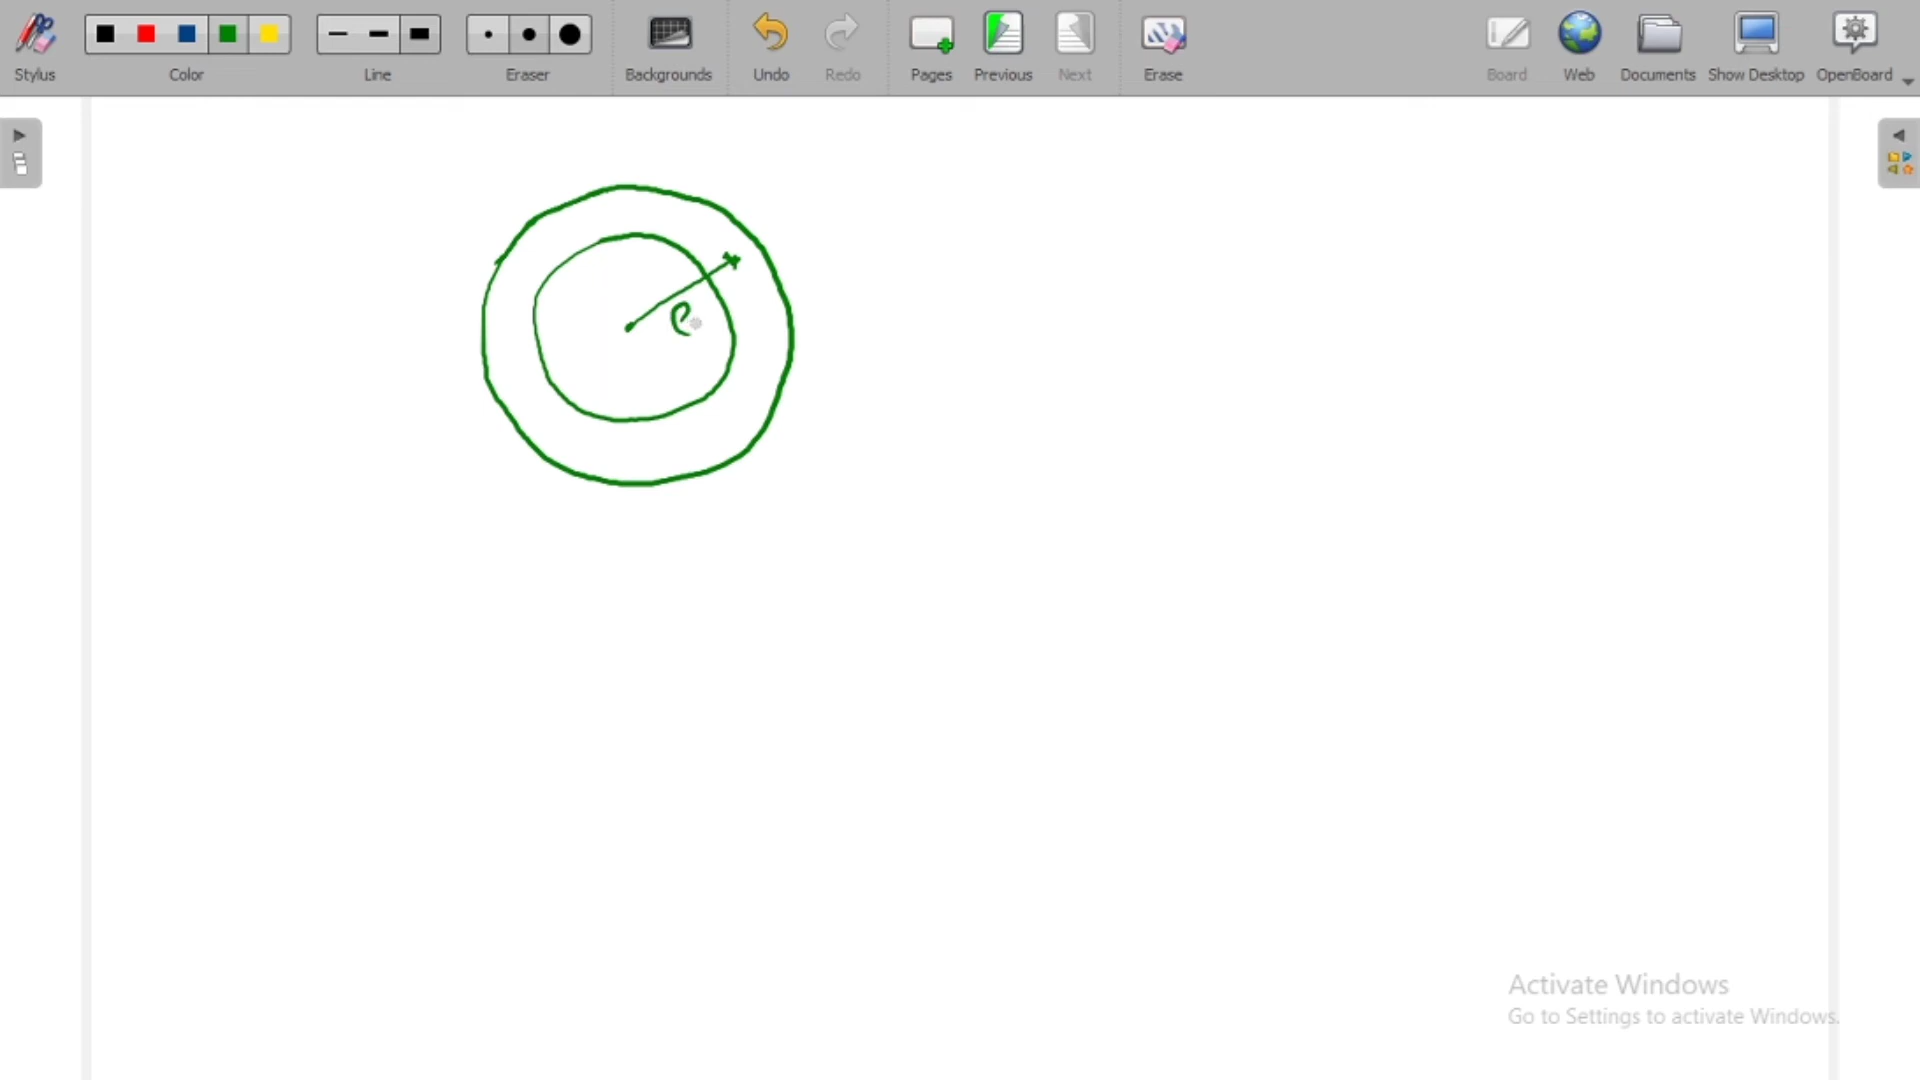 Stylus
Color
Line
Eraser
Backgrounds
Undo
Redo
Pages
Previous
Next
Erase
Board
Web
Documents
Show Desktop
OpenBoard
Activate Windows
Go to Settings to activate Windows.